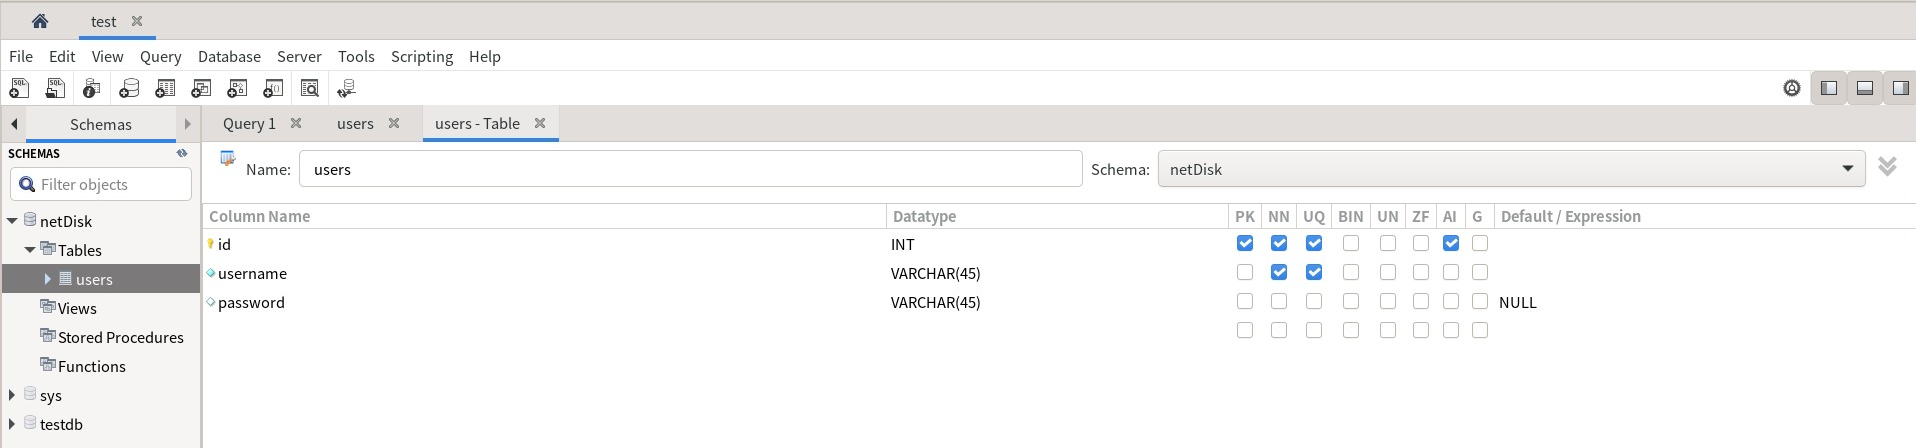 test
File Edit View Query Database Server Tools Scripting Help
Schemas
SCHEMAS
Filter objects
netDisk
Tables
users
Views
Stored Procedures
Functions
sys
testdb
Query 1 users users - Table
Name: users Schema: netDisk
Column Name Datatype PK NN UQ BIN UN ZF AI G Default / Expression
id INT
username VARCHAR(45)
password VARCHAR(45) NULL